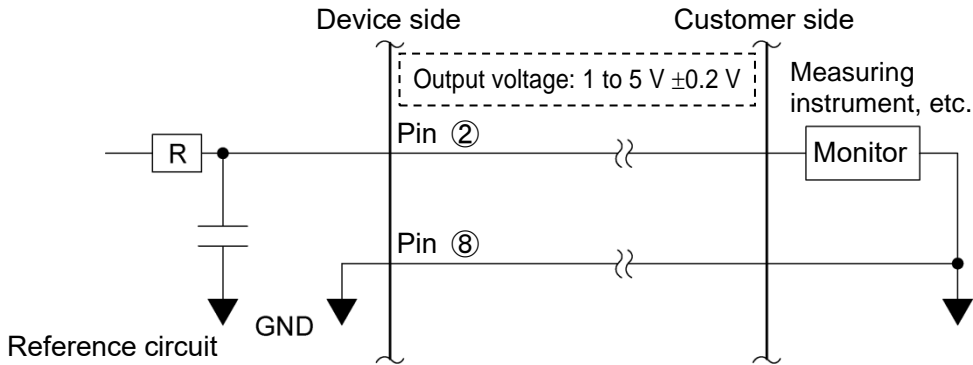 Device side
Customer side
Output voltage: 1 to 5 V ±0.2 V
Measuring
instrument, etc.
Pin ②
R
Monitor
Pin ⑧
GND
Reference circuit